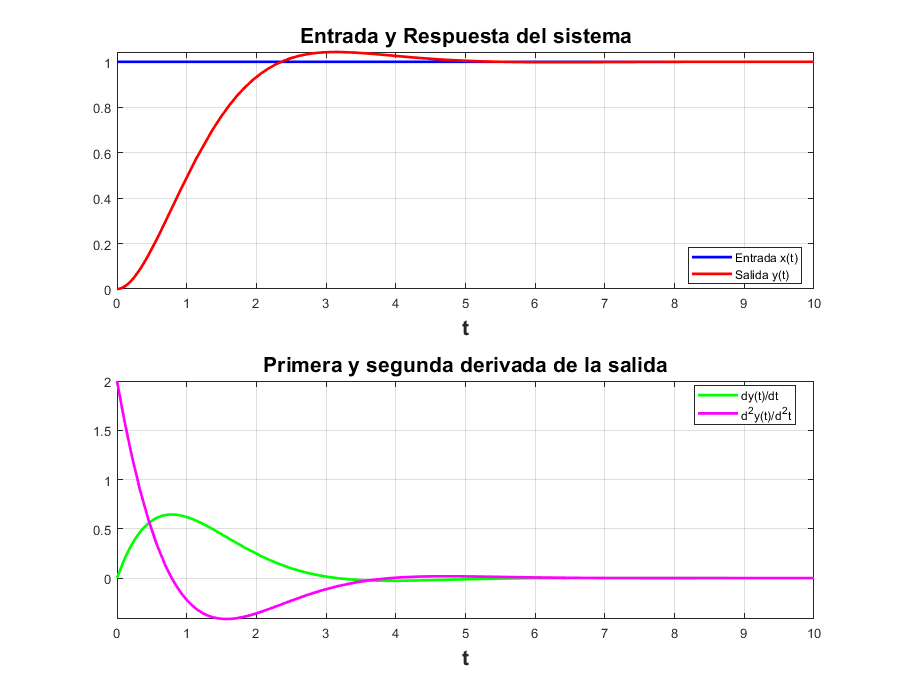 Entrada y Respuesta del sistema
1
0.8
0.6
0.4
0.2
0
0 1 2 3 4 5 6 7 8 9 10
Entrada x(t)
Salida y(t)
t
Primera y segunda derivada de la salida
2
1.5
1
0.5
0
0 1 2 3 4 5 6 7 8 9 10
dy(t)/dt
d²y(t)/d²t
t